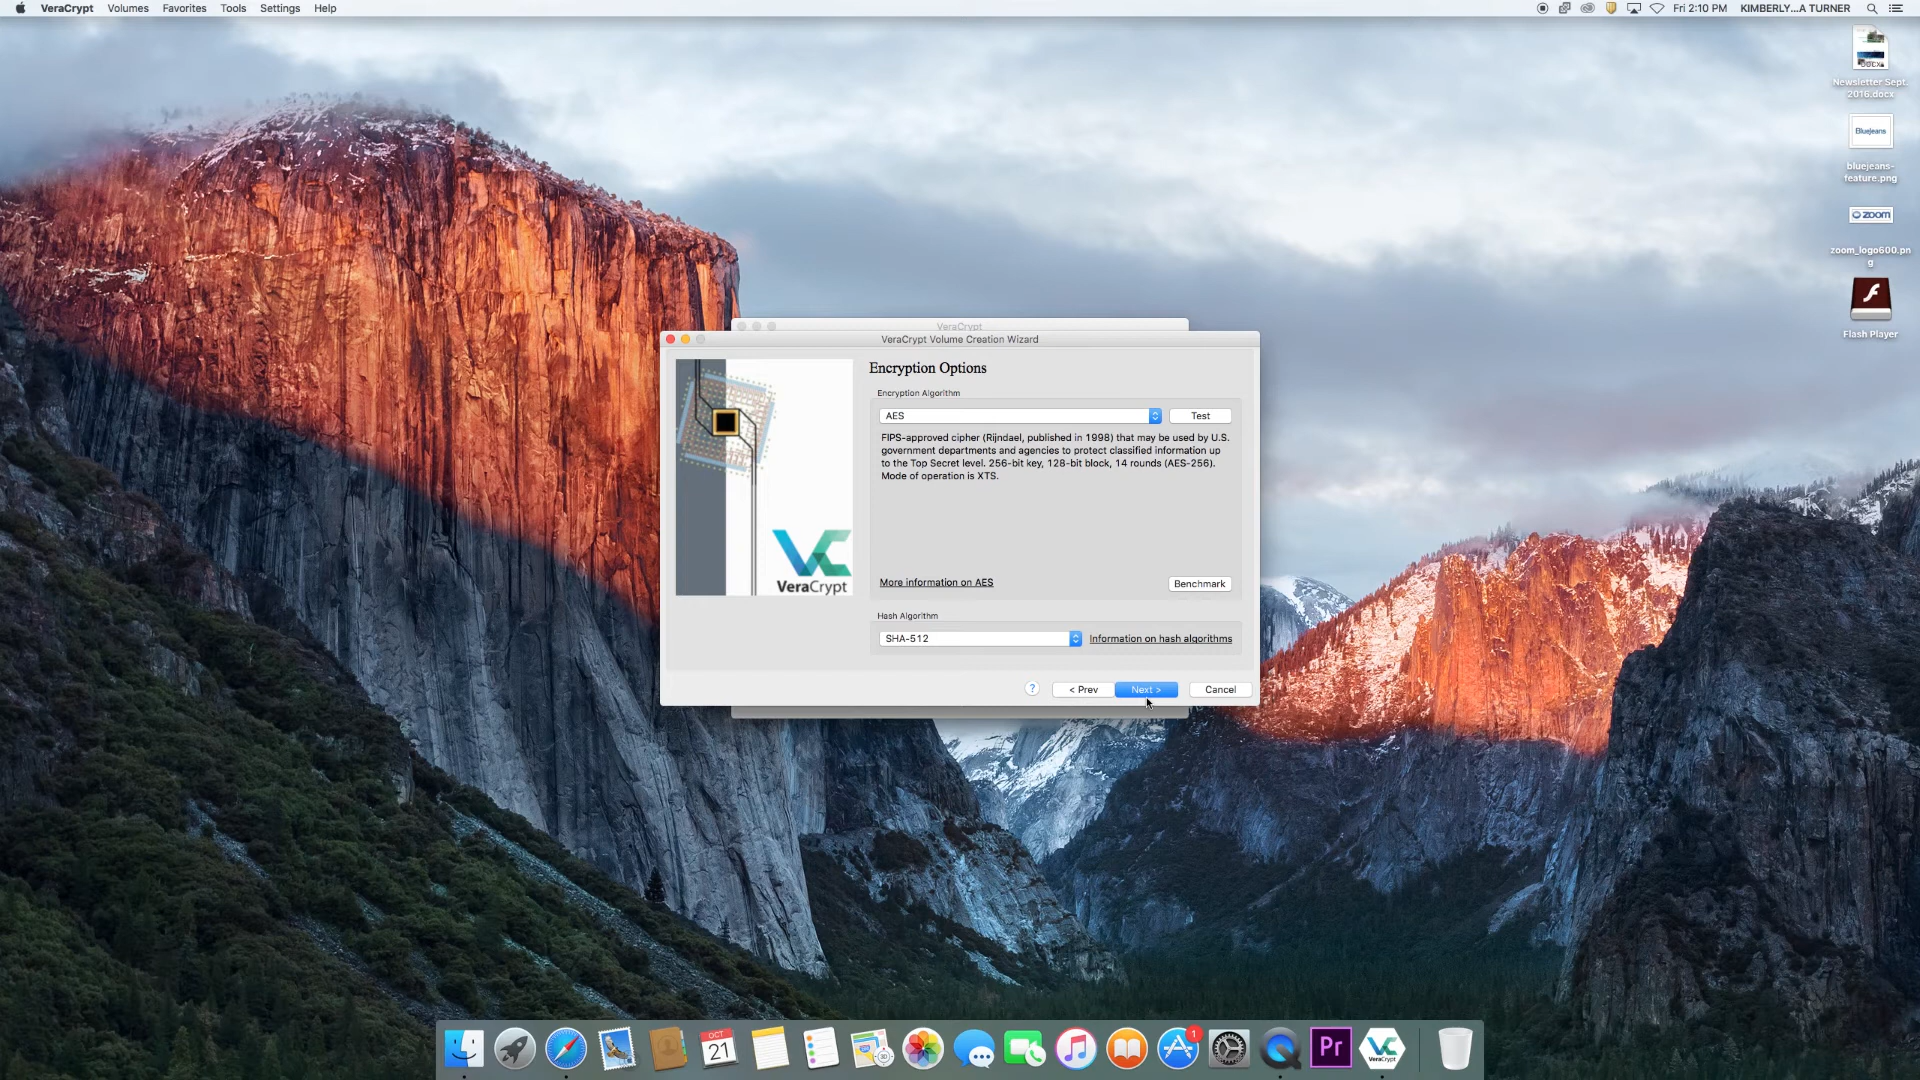 VeraCrypt Volumes Favorites Tools Settings Help
Fri 2:10 PM KIMBERLY...A TURNER
DOCX
Newsletter Sept.
2016.docx
Bluejeans
bluejeans-
feature.png
zoom
zoom_logo600.pn
g
Flash Player
VeraCrypt
VeraCrypt Volume Creation Wizard
Encryption Options
Encryption Algorithm
AES
Test
FIPS-approved cipher (Rijndael, published in 1998) that may be used by U.S.
government departments and agencies to protect classified information up
to the Top Secret level. 256-bit key, 128-bit block, 14 rounds (AES-256).
Mode of operation is XTS.
VeraCrypt
More information on AES
Benchmark
Hash Algorithm
SHA-512
Information on hash algorithms
?
< Prev
Next >
Cancel
OCT
21
1
Pr
VeraCrypt